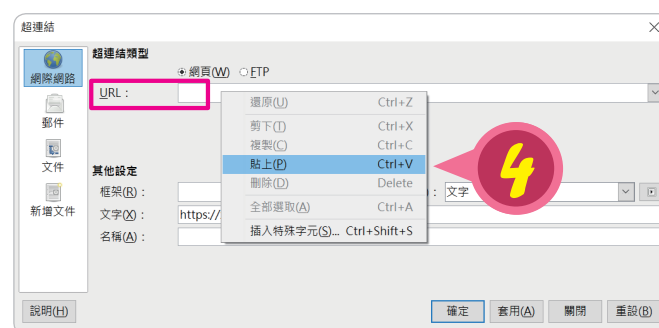 超連結
網際網路
郵件
文件
新增文件
超連結類型
網頁(W) FTP
URL：
還原(U) Ctrl+Z
剪下(T) Ctrl+X
複製(C) Ctrl+C
貼上(P) Ctrl+V
刪除(D) Delete
全部選取(A) Ctrl+A
插入特殊字元(S)... Ctrl+Shift+S
4
其他設定
框架(R)：
：文字
文字(X)： https://
名稱(A)：
說明(H) 確定 套用(A) 關閉 重設(B)